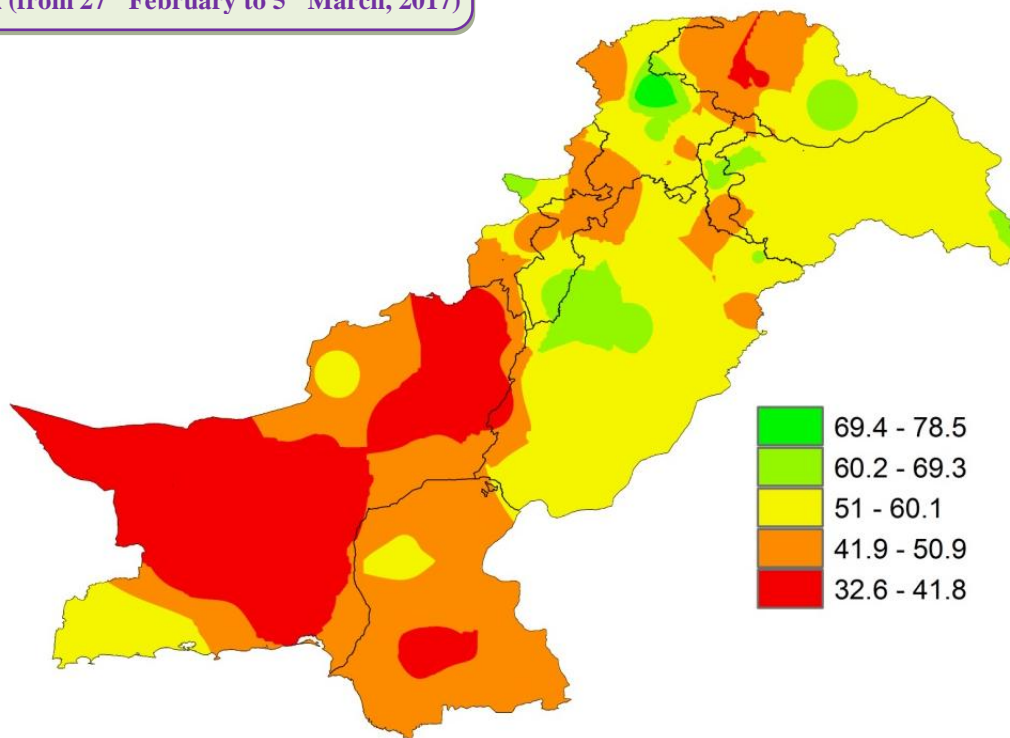 (from 27 February to 5 March, 2017)
69.4 - 78.5
60.2 - 69.3
51 - 60.1
41.9 - 50.9
32.6 - 41.8